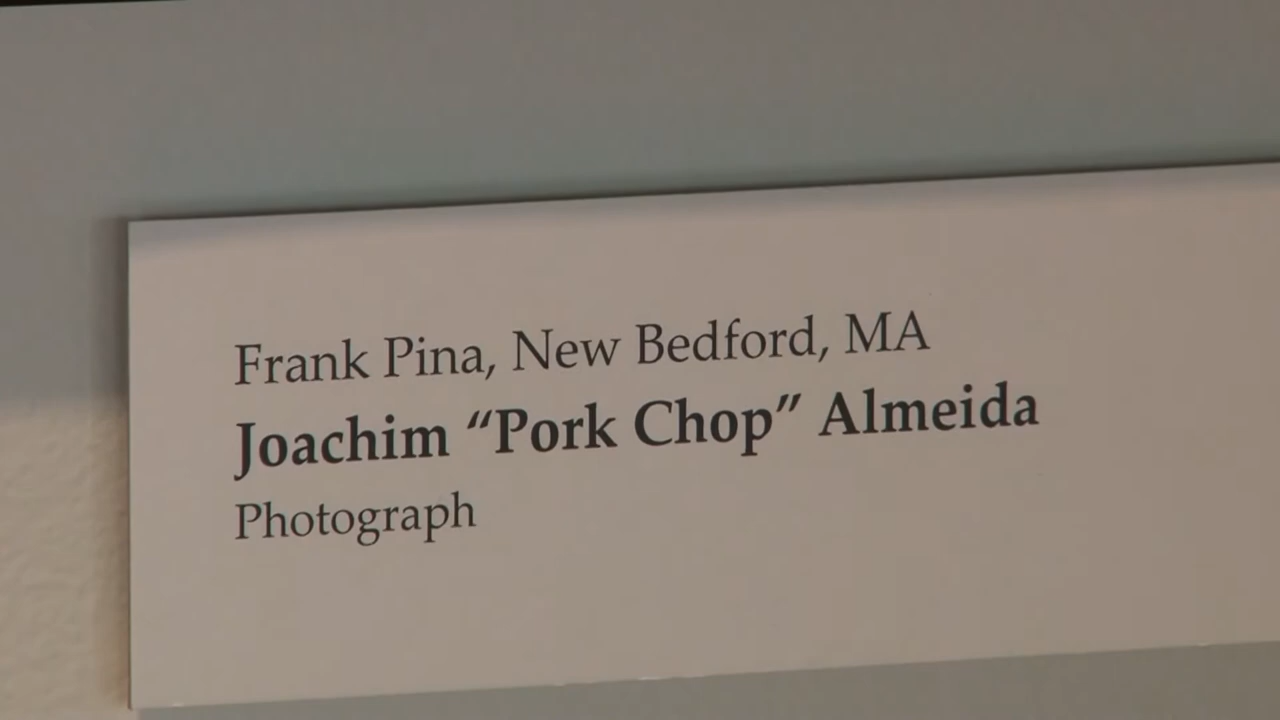 Frank Pina, New Bedford, MA
Joachim “Pork Chop” Almeida
Photograph